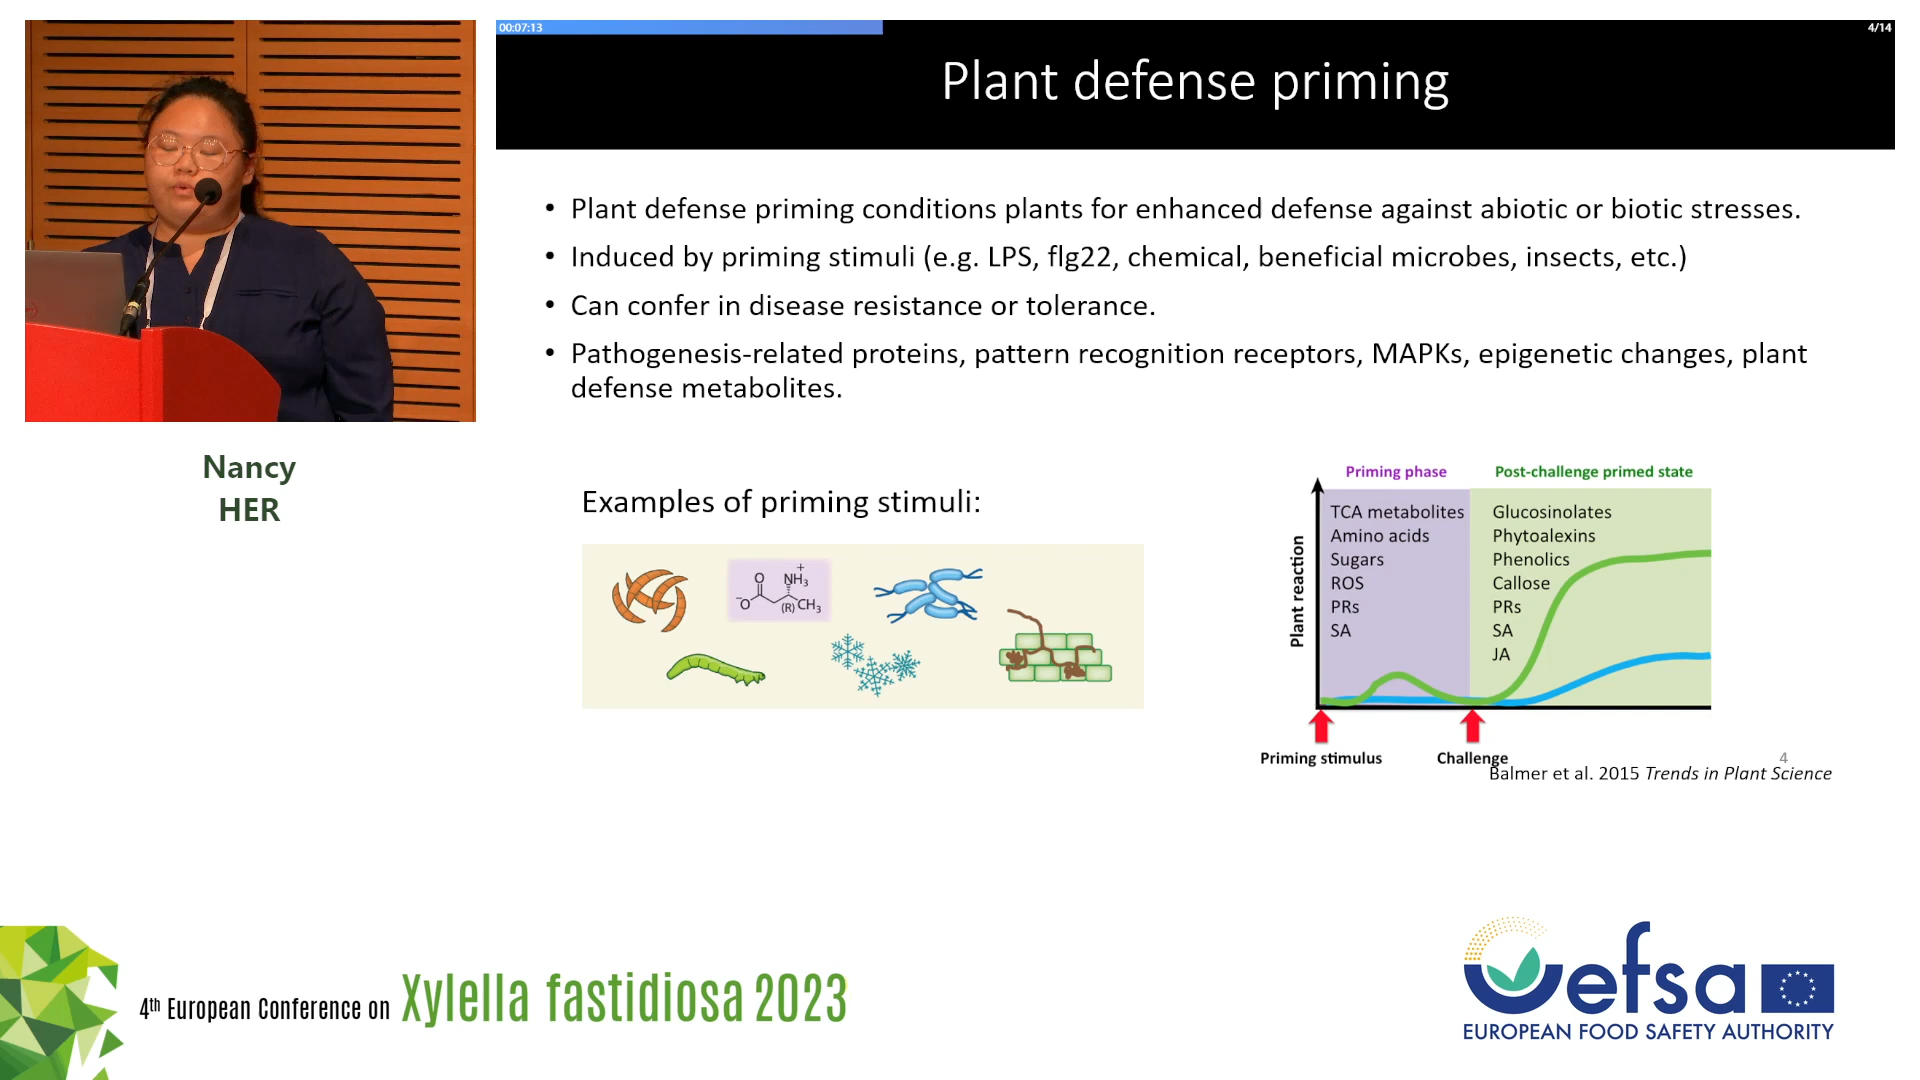 00:07:13
4/14
Plant defense priming
• Plant defense priming conditions plants for enhanced defense against abiotic or biotic stresses.
• Induced by priming stimuli (e.g. LPS, flg22, chemical, beneficial microbes, insects, etc.)
• Can confer in disease resistance or tolerance.
• Pathogenesis-related proteins, pattern recognition receptors, MAPKs, epigenetic changes, plant
defense metabolites.
Nancy
HER
Examples of priming stimuli:
O
NH3
+
-O
(R)
CH3
Priming phase
Post-challenge primed state
Plant reaction
TCA metabolites
Amino acids
Sugars
ROS
PRs
SA
Glucosinolates
Phytoalexins
Phenolics
Callose
PRs
SA
JA
Priming stimulus
Challenge
4
Balmer et al. 2015 Trends in Plant Science
4th European Conference on Xylella fastidiosa 2023
efsa
EUROPEAN FOOD SAFETY AUTHORITY